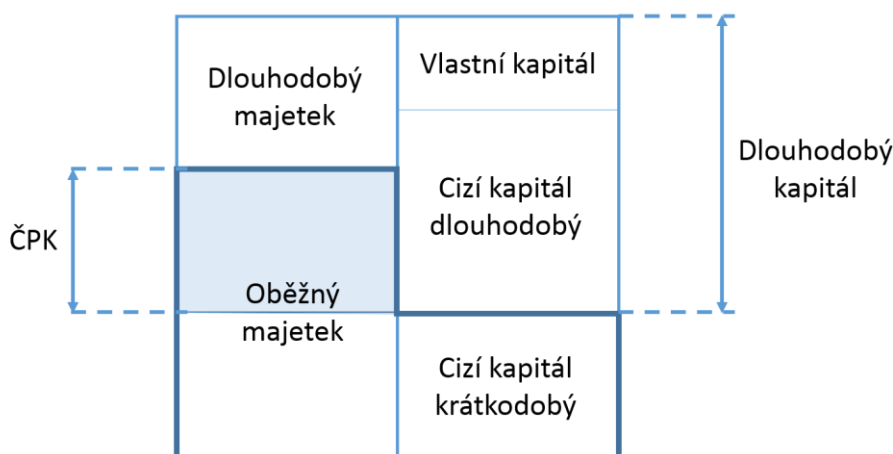 Dlouhodobý
majetek
Vlastní kapitál
Dlouhodobý
kapitál
Cizí kapitál
dlouhodobý
ČPK
Oběžný
majetek
Cizí kapitál
krátkodobý